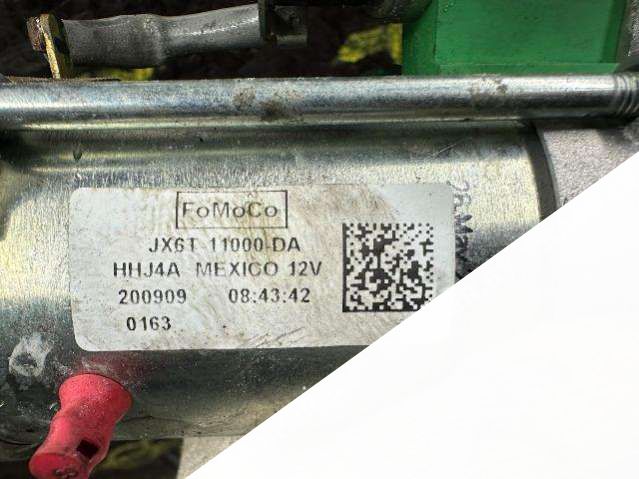 FoMoCo
JX6T 11000-DA
HHJ4A MEXICO 12V
200909 08:43:42
0163